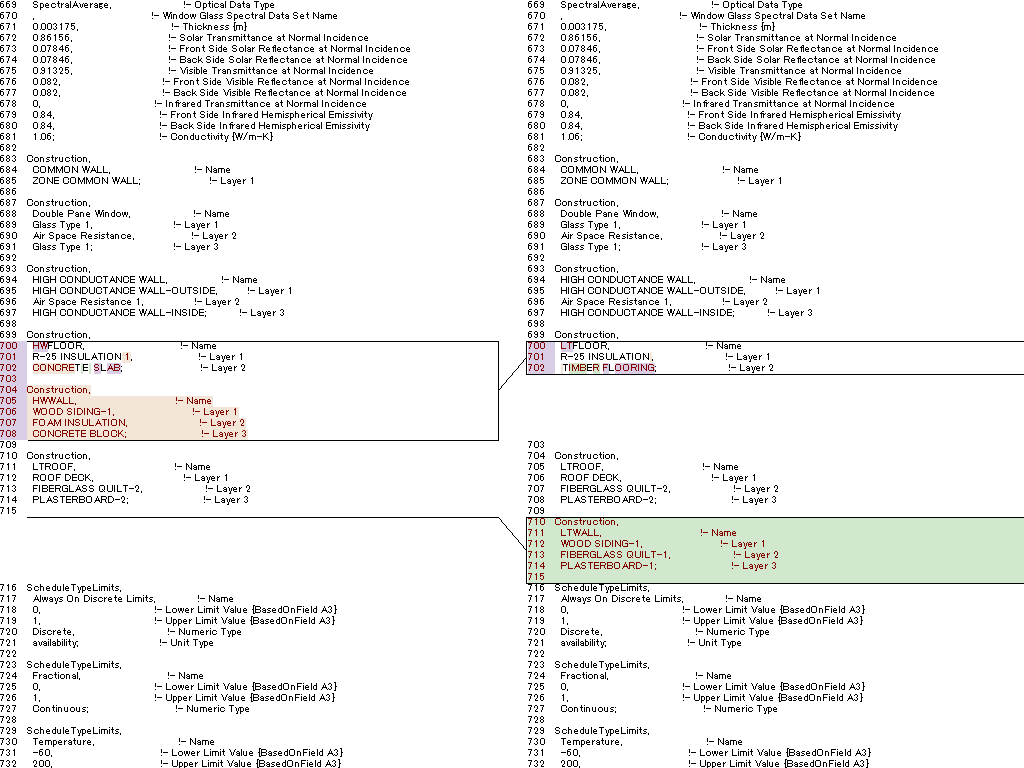 669 SpectralAverage, !- Optical Data Type
670 , !- Window Glass Spectral Data Set Name
671 0.003175, !- Thickness {m}
672 0.86156, !- Solar Transmittance at Normal Incidence
673 0.07846, !- Front Side Solar Reflectance at Normal Incidence
674 0.07846, !- Back Side Solar Reflectance at Normal Incidence
675 0.91325, !- Visible Transmittance at Normal Incidence
676 0.082, !- Front Side Visible Reflectance at Normal Incidence
677 0.082, !- Back Side Visible Reflectance at Normal Incidence
678 0, !- Infrared Transmittance at Normal Incidence
679 0.84, !- Front Side Infrared Hemispherical Emissivity
680 0.84, !- Back Side Infrared Hemispherical Emissivity
681 1.06; !- Conductivity {W/m-K}
682
683 Construction,
684 COMMON WALL, !- Name
685 ZONE COMMON WALL; !- Layer 1
686
687 Construction,
688 Double Pane Window, !- Name
689 Glass Type 1, !- Layer 1
690 Air Space Resistance, !- Layer 2
691 Glass Type 1; !- Layer 3
692
693 Construction,
694 HIGH CONDUCTANCE WALL, !- Name
695 HIGH CONDUCTANCE WALL-OUTSIDE, !- Layer 1
696 Air Space Resistance 1, !- Layer 2
697 HIGH CONDUCTANCE WALL-INSIDE; !- Layer 3
698
699 Construction,
700 HWFLOOR, !- Name
701 R-25 INSULATION 1, !- Layer 1
702 CONCRETE SLAB; !- Layer 2
703
704 Construction,
705 HWWALL, !- Name
706 WOOD SIDING-1, !- Layer 1
707 FOAM INSULATION, !- Layer 2
708 CONCRETE BLOCK; !- Layer 3
709
710 Construction,
711 LTROOF, !- Name
712 ROOF DECK, !- Layer 1
713 FIBERGLASS QUILT-2, !- Layer 2
714 PLASTERBOARD-2; !- Layer 3
715
716 ScheduleTypeLimits,
717 Always On Discrete Limits, !- Name
718 0, !- Lower Limit Value {BasedOnField A3}
719 1, !- Upper Limit Value {BasedOnField A3}
720 Discrete, !- Numeric Type
721 availability; !- Unit Type
722
723 ScheduleTypeLimits,
724 Fractional, !- Name
725 0, !- Lower Limit Value {BasedOnField A3}
726 1, !- Upper Limit Value {BasedOnField A3}
727 Continuous; !- Numeric Type
728
729 ScheduleTypeLimits,
730 Temperature, !- Name
731 -60, !- Lower Limit Value {BasedOnField A3}
732 200, !- Upper Limit Value {BasedOnField A3}
669 SpectralAverage, !- Optical Data Type
670 , !- Window Glass Spectral Data Set Name
671 0.003175, !- Thickness {m}
672 0.86156, !- Solar Transmittance at Normal Incidence
673 0.07846, !- Front Side Solar Reflectance at Normal Incidence
674 0.07846, !- Back Side Solar Reflectance at Normal Incidence
675 0.91325, !- Visible Transmittance at Normal Incidence
676 0.082, !- Front Side Visible Reflectance at Normal Incidence
677 0.082, !- Back Side Visible Reflectance at Normal Incidence
678 0, !- Infrared Transmittance at Normal Incidence
679 0.84, !- Front Side Infrared Hemispherical Emissivity
680 0.84, !- Back Side Infrared Hemispherical Emissivity
681 1.06; !- Conductivity {W/m-K}
682
683 Construction,
684 COMMON WALL, !- Name
685 ZONE COMMON WALL; !- Layer 1
686
687 Construction,
688 Double Pane Window, !- Name
689 Glass Type 1, !- Layer 1
690 Air Space Resistance, !- Layer 2
691 Glass Type 1; !- Layer 3
692
693 Construction,
694 HIGH CONDUCTANCE WALL, !- Name
695 HIGH CONDUCTANCE WALL-OUTSIDE, !- Layer 1
696 Air Space Resistance 1, !- Layer 2
697 HIGH CONDUCTANCE WALL-INSIDE; !- Layer 3
698
699 Construction,
700 LTFLOOR, !- Name
701 R-25 INSULATION, !- Layer 1
702 TIMBER FLOORING; !- Layer 2
703
704 Construction,
705 LTROOF, !- Name
706 ROOF DECK, !- Layer 1
707 FIBERGLASS QUILT-2, !- Layer 2
708 PLASTERBOARD-2; !- Layer 3
709
710 Construction,
711 LTWALL, !- Name
712 WOOD SIDING-1, !- Layer 1
713 FIBERGLASS QUILT-1, !- Layer 2
714 PLASTERBOARD-1; !- Layer 3
715
716 ScheduleTypeLimits,
717 Always On Discrete Limits, !- Name
718 0, !- Lower Limit Value {BasedOnField A3}
719 1, !- Upper Limit Value {BasedOnField A3}
720 Discrete, !- Numeric Type
721 availability; !- Unit Type
722
723 ScheduleTypeLimits,
724 Fractional, !- Name
725 0, !- Lower Limit Value {BasedOnField A3}
726 1, !- Upper Limit Value {BasedOnField A3}
727 Continuous; !- Numeric Type
728
729 ScheduleTypeLimits,
730 Temperature, !- Name
731 -60, !- Lower Limit Value {BasedOnField A3}
732 200, !- Upper Limit Value {BasedOnField A3}